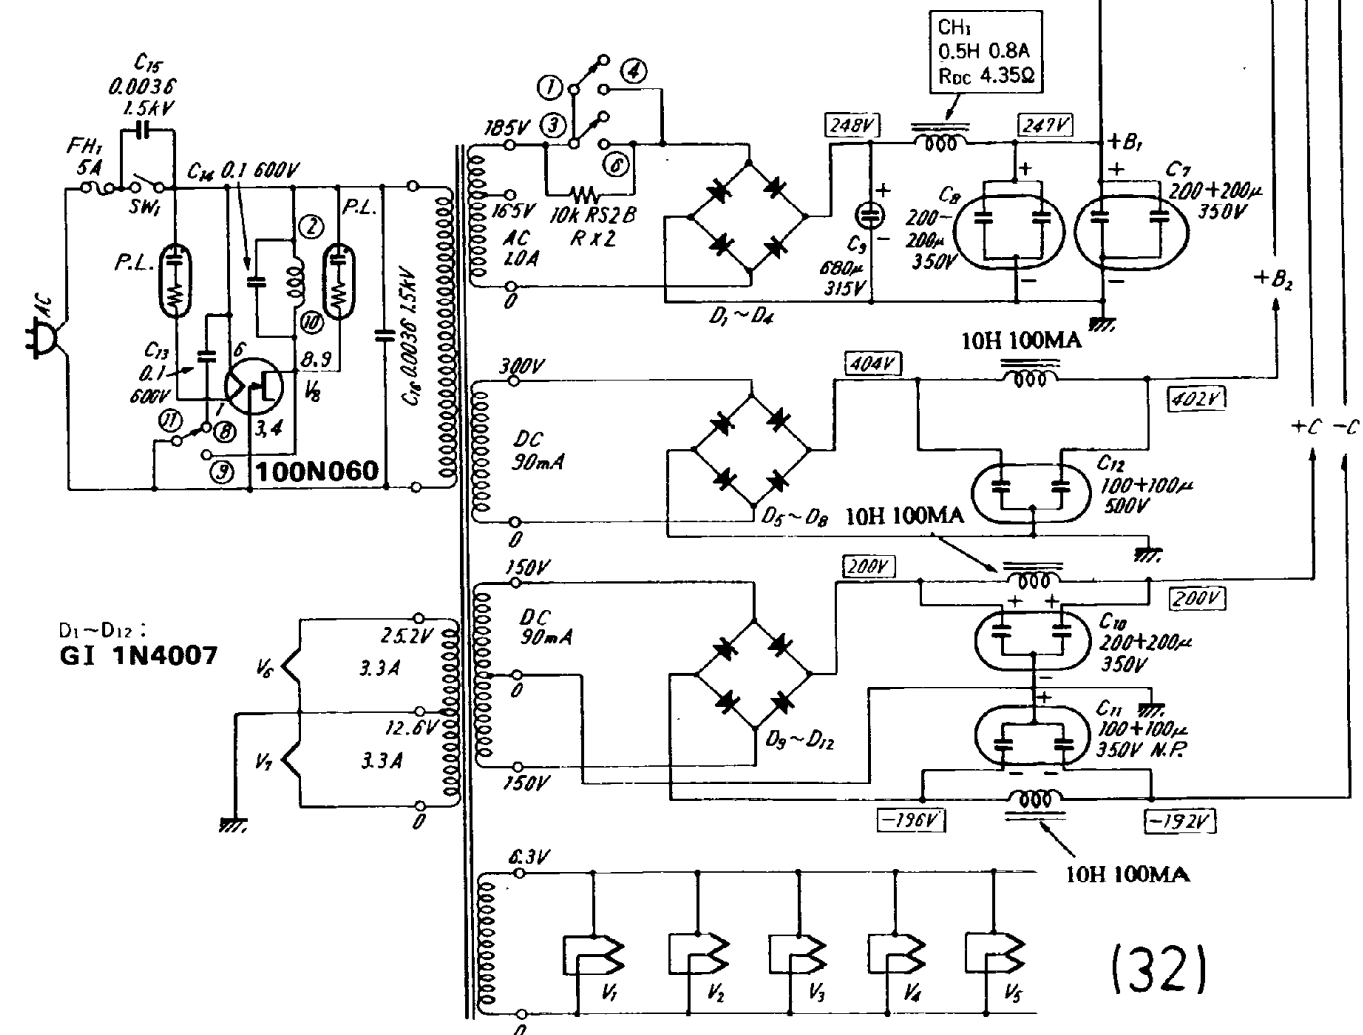 CH1
0.5H 0.8A
RDC 4.35Ω
C15
0.0036
1.5kV
FH1
5A
SW1
C14 0.1 600V
P.L.
P.L.
AC
C13
0.1
600V
②
⑩
6
8.9
V8
1
3,4
⑪
⑧
⑨
100N060
C16 0.0036 1.5kV
①
④
③
⑥
185V
165V
AC
1.0A
0
10k RS2B
R x2
D1~D4
248V
247V
+B1
C9
680μ
315V
+
-
C8
200-
200μ
350V
+
-
C7
200+200μ
350V
+
-
+B2
+C -C
300V
DC
90mA
0
D5~D8
404V
10H 100MA
402V
C12
100+100μ
500V
150V
DC
90mA
0
150V
D9~D12
200V
10H 100MA
200V
+ +
C10
200+200μ
350V
-
+
C11
100+100μ
350V N.P.
- -
-196V
-192V
10H 100MA
D1~D12:
GI 1N4007
25.2V
V6
3.3A
12.6V
V7
3.3A
0
6.3V
V1
V2
V3
V4
V5
0
(32)